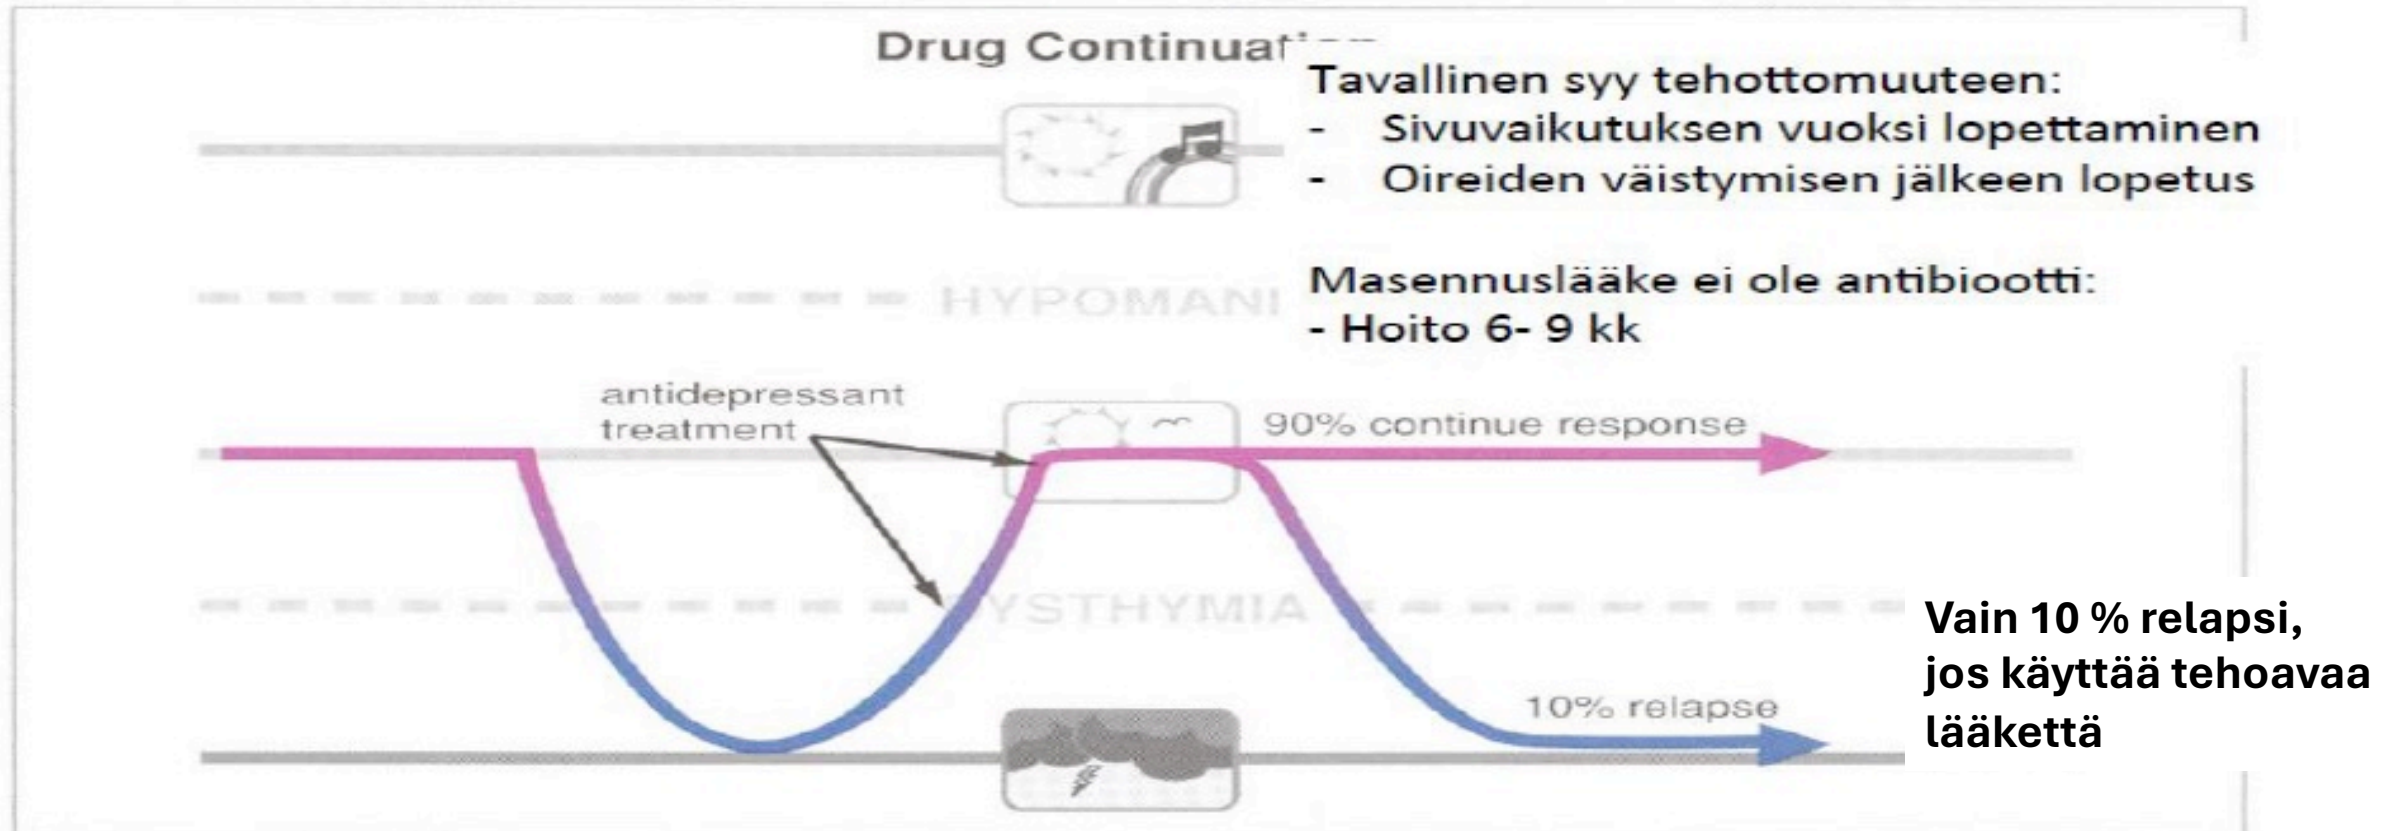 Drug Continuat
Tavallinen syy tehottomuuteen:
- Sivuvaikutuksen vuoksi lopettaminen
- Oireiden väistymisen jälkeen lopetus
HYPOMANI
Masennuslääke ei ole antibiootti:
- Hoito 6- 9 kk
antidepressant
treatment
90% continue response
YSTHYMIA
Vain 10 % relapsi,
jos käyttää tehoavaa
lääkettä
10% relapse